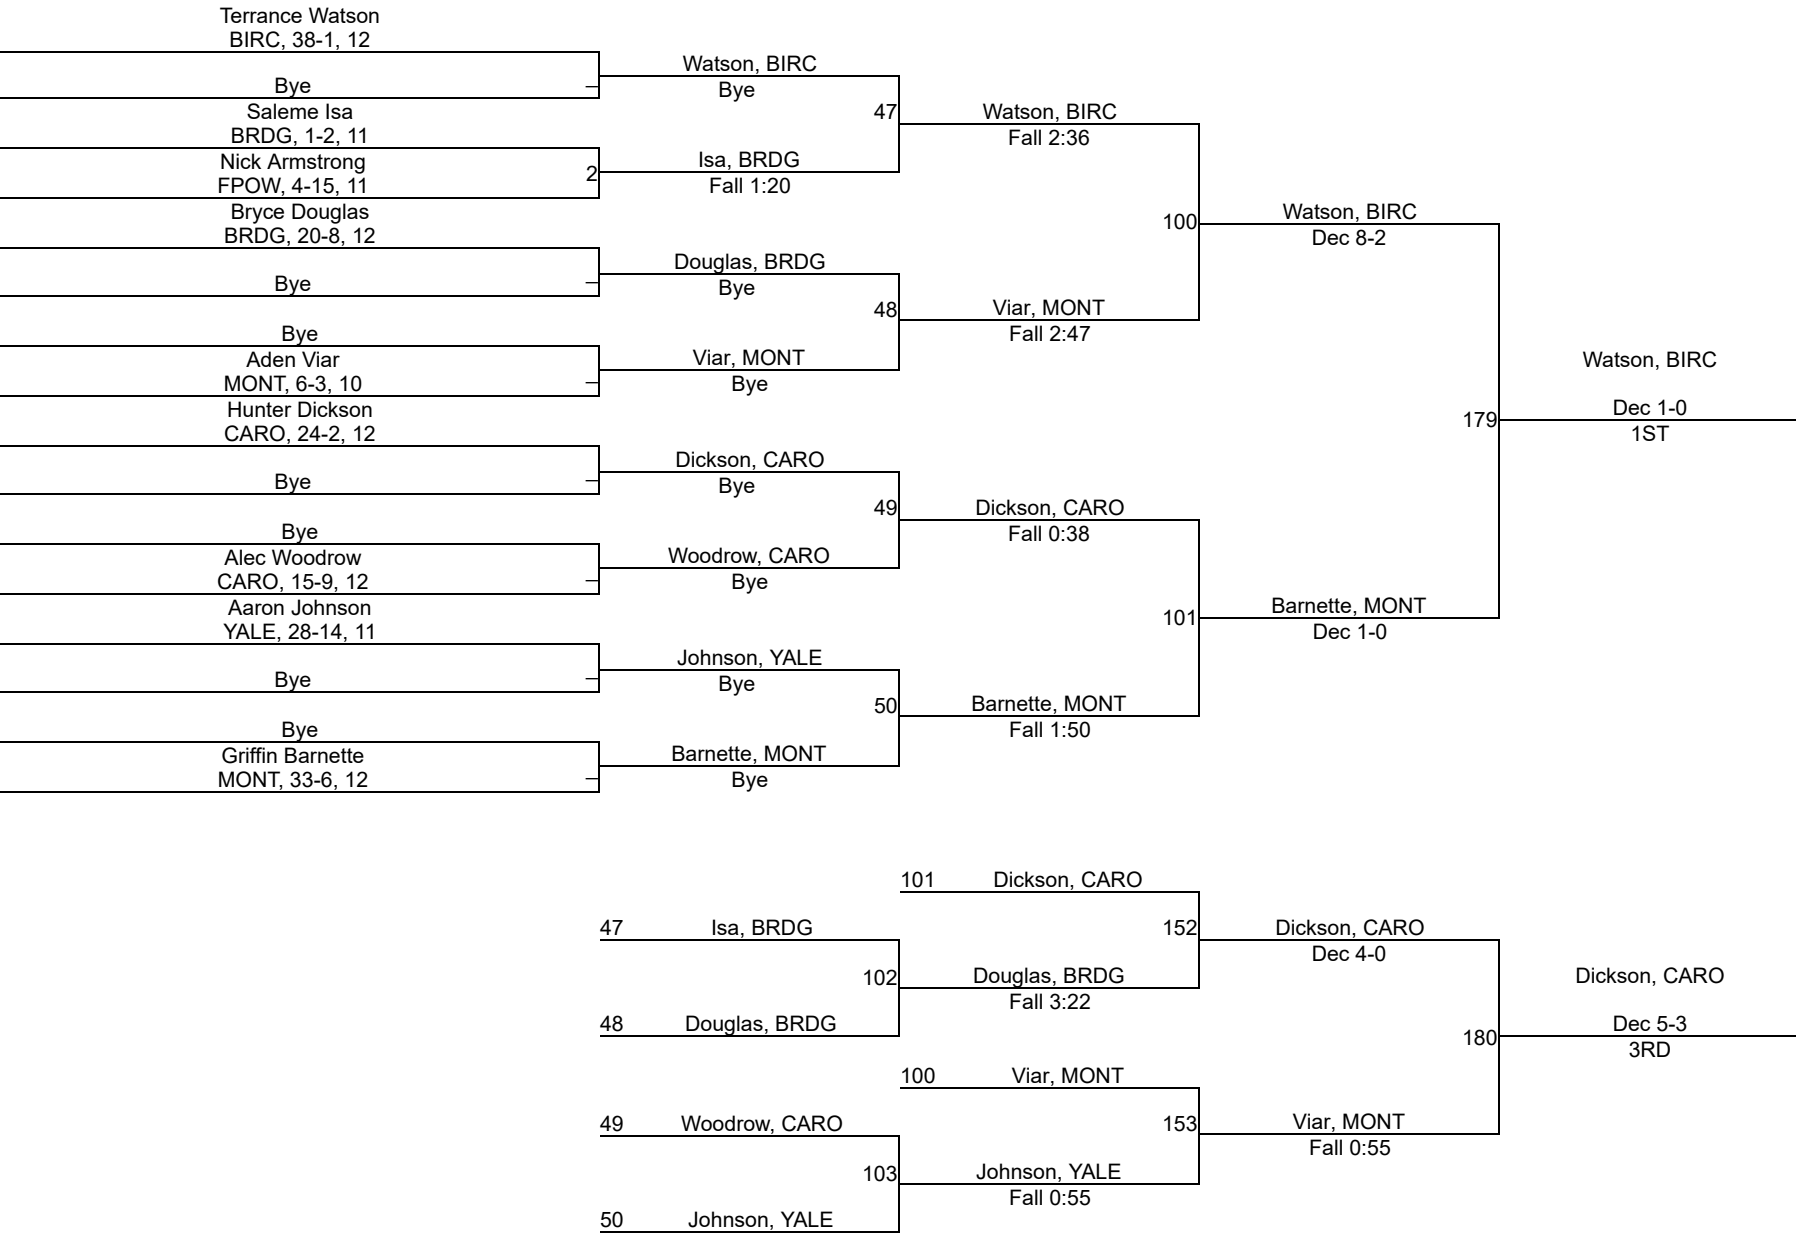 Terrance Watson
BIRC, 38-1, 12
Bye
–
Saleme Isa
BRDG, 1-2, 11
Nick Armstrong
FPOW, 4-15, 11
2
Bryce Douglas
BRDG, 20-8, 12
Bye
–
Bye
Aden Viar
MONT, 6-3, 10
–
Hunter Dickson
CARO, 24-2, 12
Bye
–
Bye
Alec Woodrow
CARO, 15-9, 12
–
Aaron Johnson
YALE, 28-14, 11
Bye
–
Bye
Griffin Barnette
MONT, 33-6, 12
–
Watson, BIRC
Bye
47
Isa, BRDG
Fall 1:20
Douglas, BRDG
Bye
48
Viar, MONT
Bye
Dickson, CARO
Bye
49
Woodrow, CARO
Bye
Johnson, YALE
Bye
50
Barnette, MONT
Bye
Watson, BIRC
Fall 2:36
100
Viar, MONT
Fall 2:47
Dickson, CARO
Fall 0:38
101
Barnette, MONT
Fall 1:50
Watson, BIRC
Dec 8-2
179
Barnette, MONT
Dec 1-0
Watson, BIRC
Dec 1-0
1ST
47
Isa, BRDG
102
48
Douglas, BRDG
49
Woodrow, CARO
103
50
Johnson, YALE
101
Dickson, CARO
152
Douglas, BRDG
Fall 3:22
100
Viar, MONT
153
Johnson, YALE
Fall 0:55
Dickson, CARO
Dec 4-0
180
Viar, MONT
Fall 0:55
Dickson, CARO
Dec 5-3
3RD